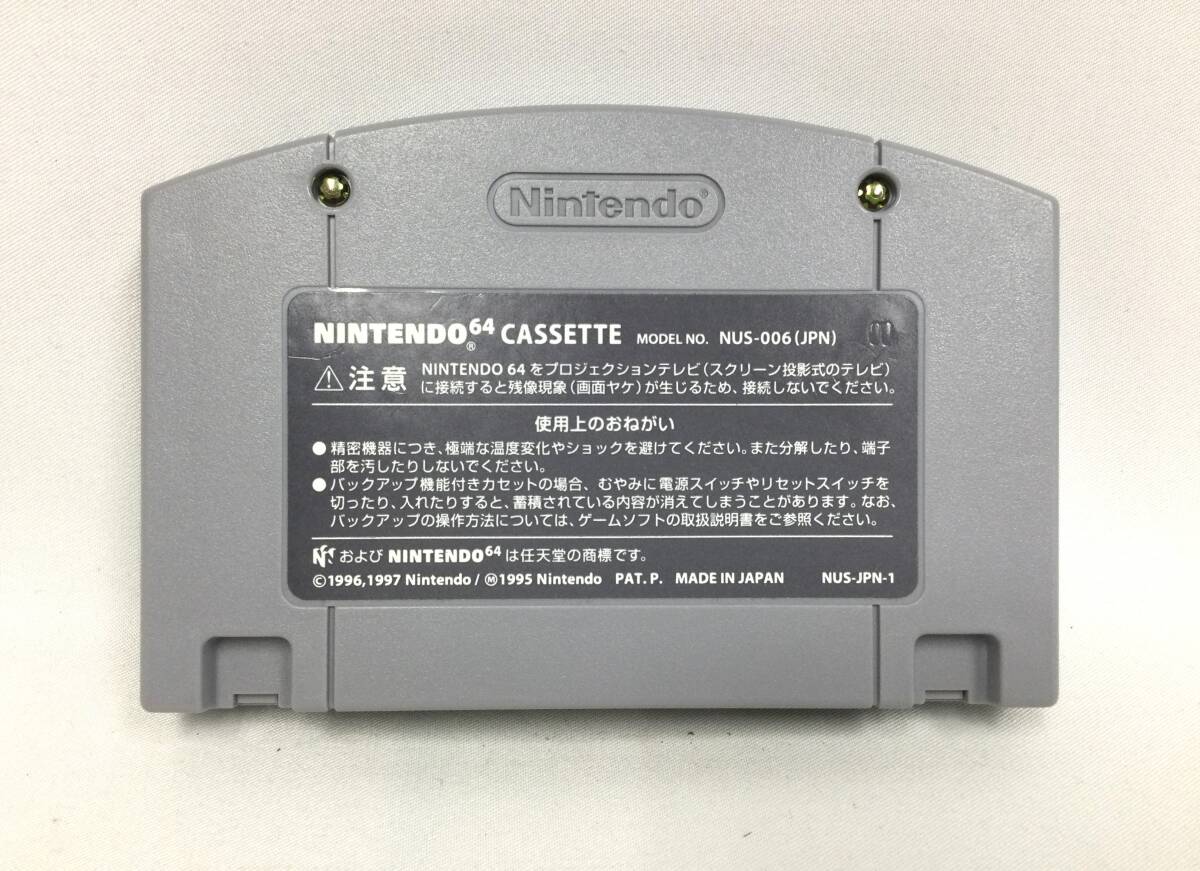 Nintendo®
NINTENDO64® CASSETTE MODEL NO. NUS-006(JPN)
注意 NINTENDO 64をプロジェクションテレビ（スクリーン投影式のテレビ）
に接続すると残像現象（画面ヤケ）が生じるため、接続しないでください。
使用上のおねがい
●精密機器につき、極端な温度変化やショックを避けてください。また分解したり、端子
部を汚したりしないでください。
●バックアップ機能付きカセットの場合、むやみに電源スイッチやリセットスイッチを
切ったり、入れたりすると、蓄積されている内容が消えてしまうことがあります。なお、
バックアップの操作方法については、ゲームソフトの取扱説明書をご参照ください。
および NINTENDO64 は任天堂の商標です。
©1996,1997 Nintendo / Ⓜ1995 Nintendo PAT. P. MADE IN JAPAN NUS-JPN-1